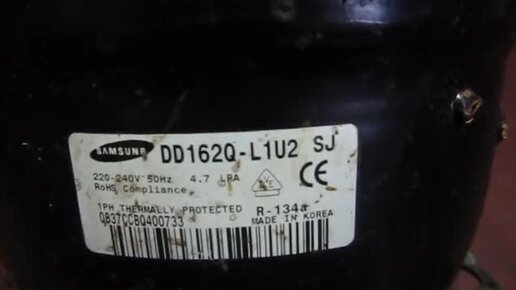 SAMSUNG DD162Q-L1U2 SJ
220-240V 50Hz 4.7 LRA
RoHS Compliance
CE
1PH THERMALLY PROTECTED R-134a
QB37CCBQ400733 MADE IN KOREA